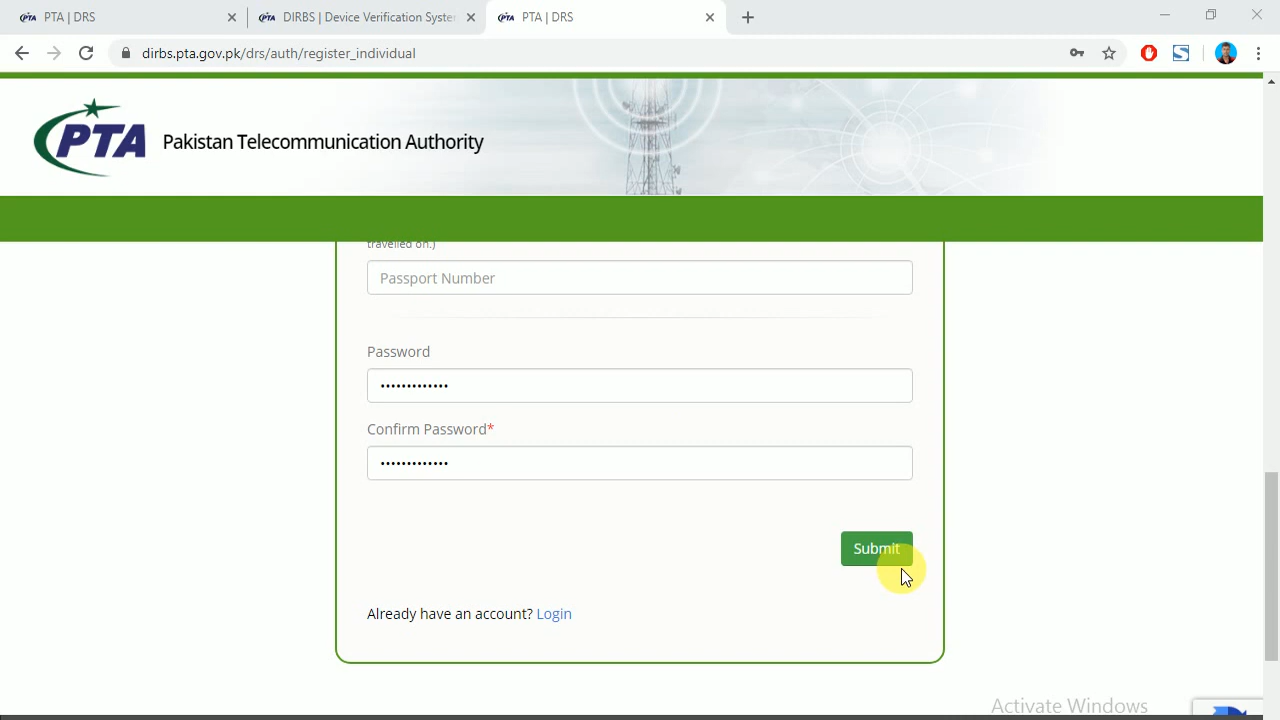 PTA | DRS
DIRBS | Device Verification Syste
PTA | DRS
dirbs.pta.gov.pk/drs/auth/register_individual
PTA Pakistan Telecommunication Authority
travelled on.)
Passport Number
Password
•••••••••••••
Confirm Password*
•••••••••••••
Submit
Already have an account? Login
Activate Windows